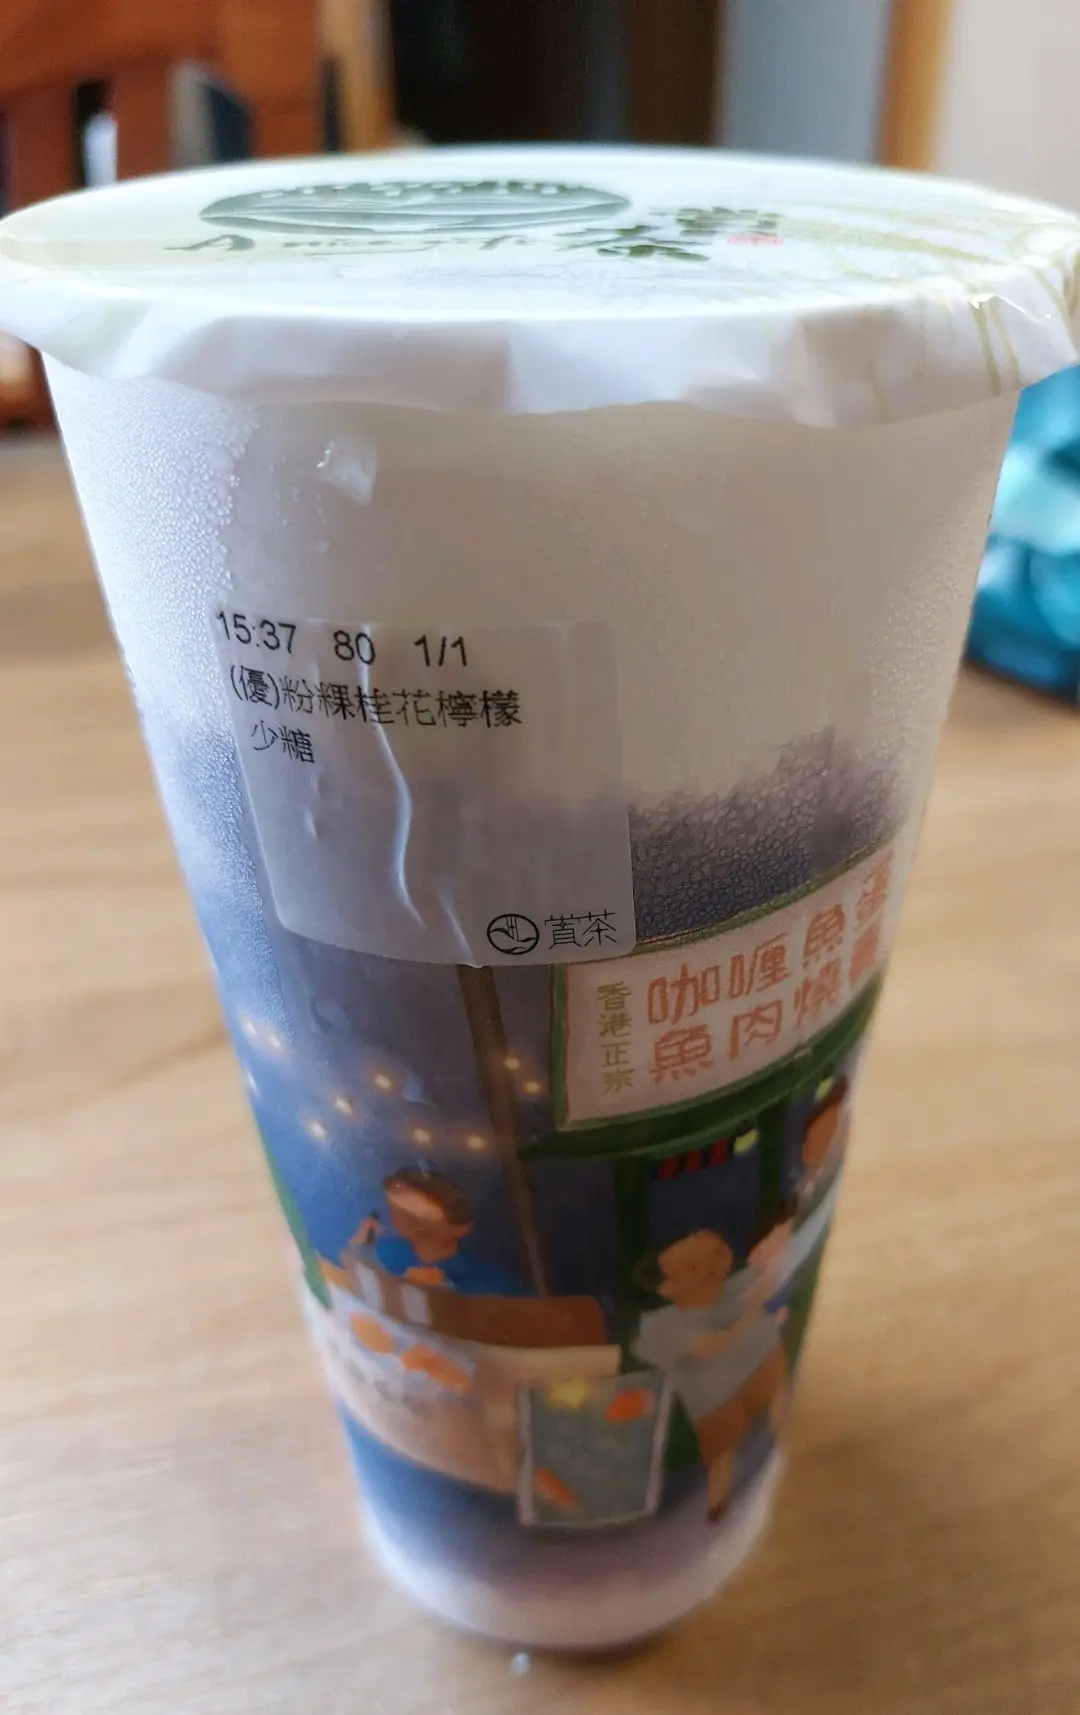 15:37 80 1/1
(優)粉粿桂花檸檬
少糖
賞茶
香港正宗
咖喱魚蛋
魚肉燒賣